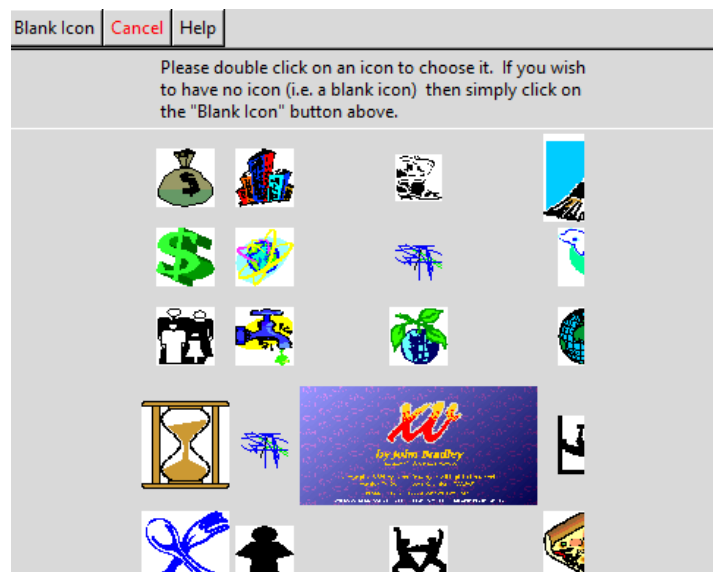 Blank Icon Cancel Help
Please double click on an icon to choose it.  If you wish
to have no icon (i.e. a blank icon)  then simply click on
the "Blank Icon" button above.
$
$
xv
by John Bradley